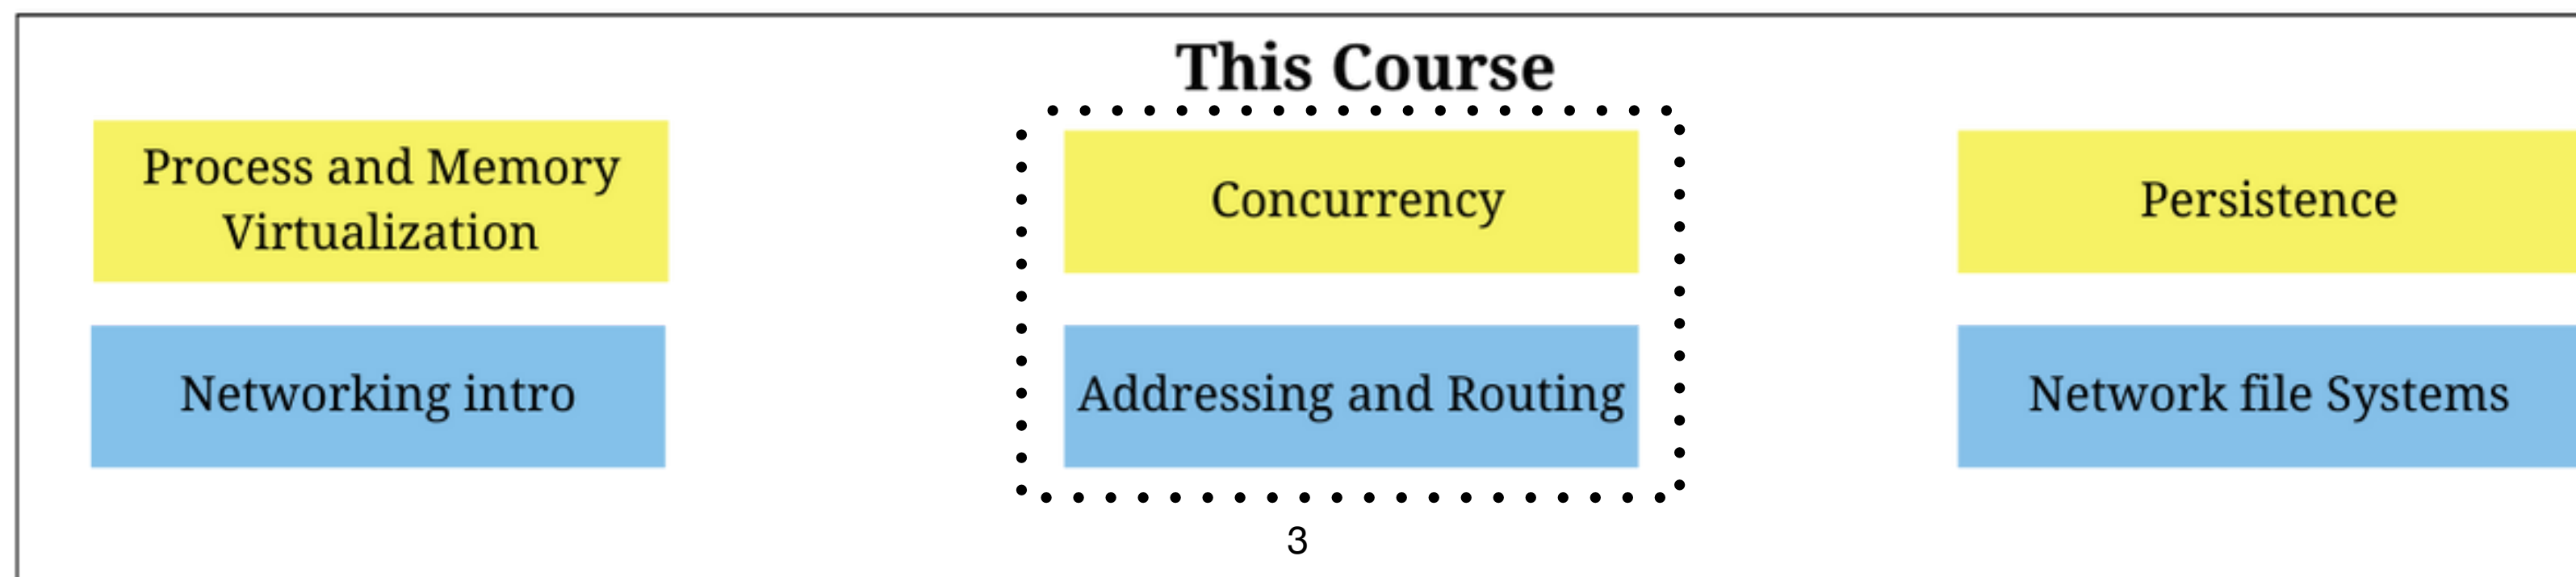 This Course
Process and Memory
Virtualization
Concurrency
Persistence
Networking intro
Addressing and Routing
Network file Systems
3